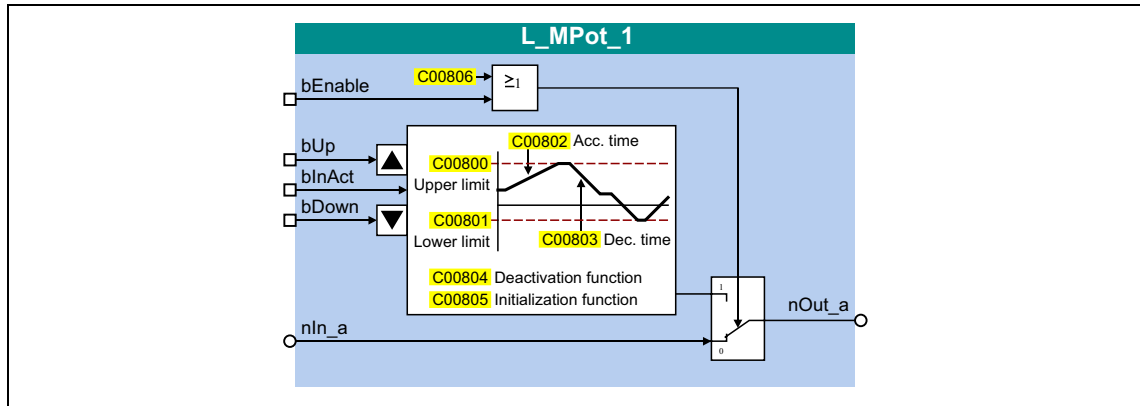 L_MPot_1
C00806
≥1
bEnable
C00802 Acc. time
bUp
C00800
Upper limit
bInAct
bDown
C00801
Lower limit
C00803 Dec. time
C00804 Deactivation function
C00805 Initialization function
1
nOut_a
nIn_a
0